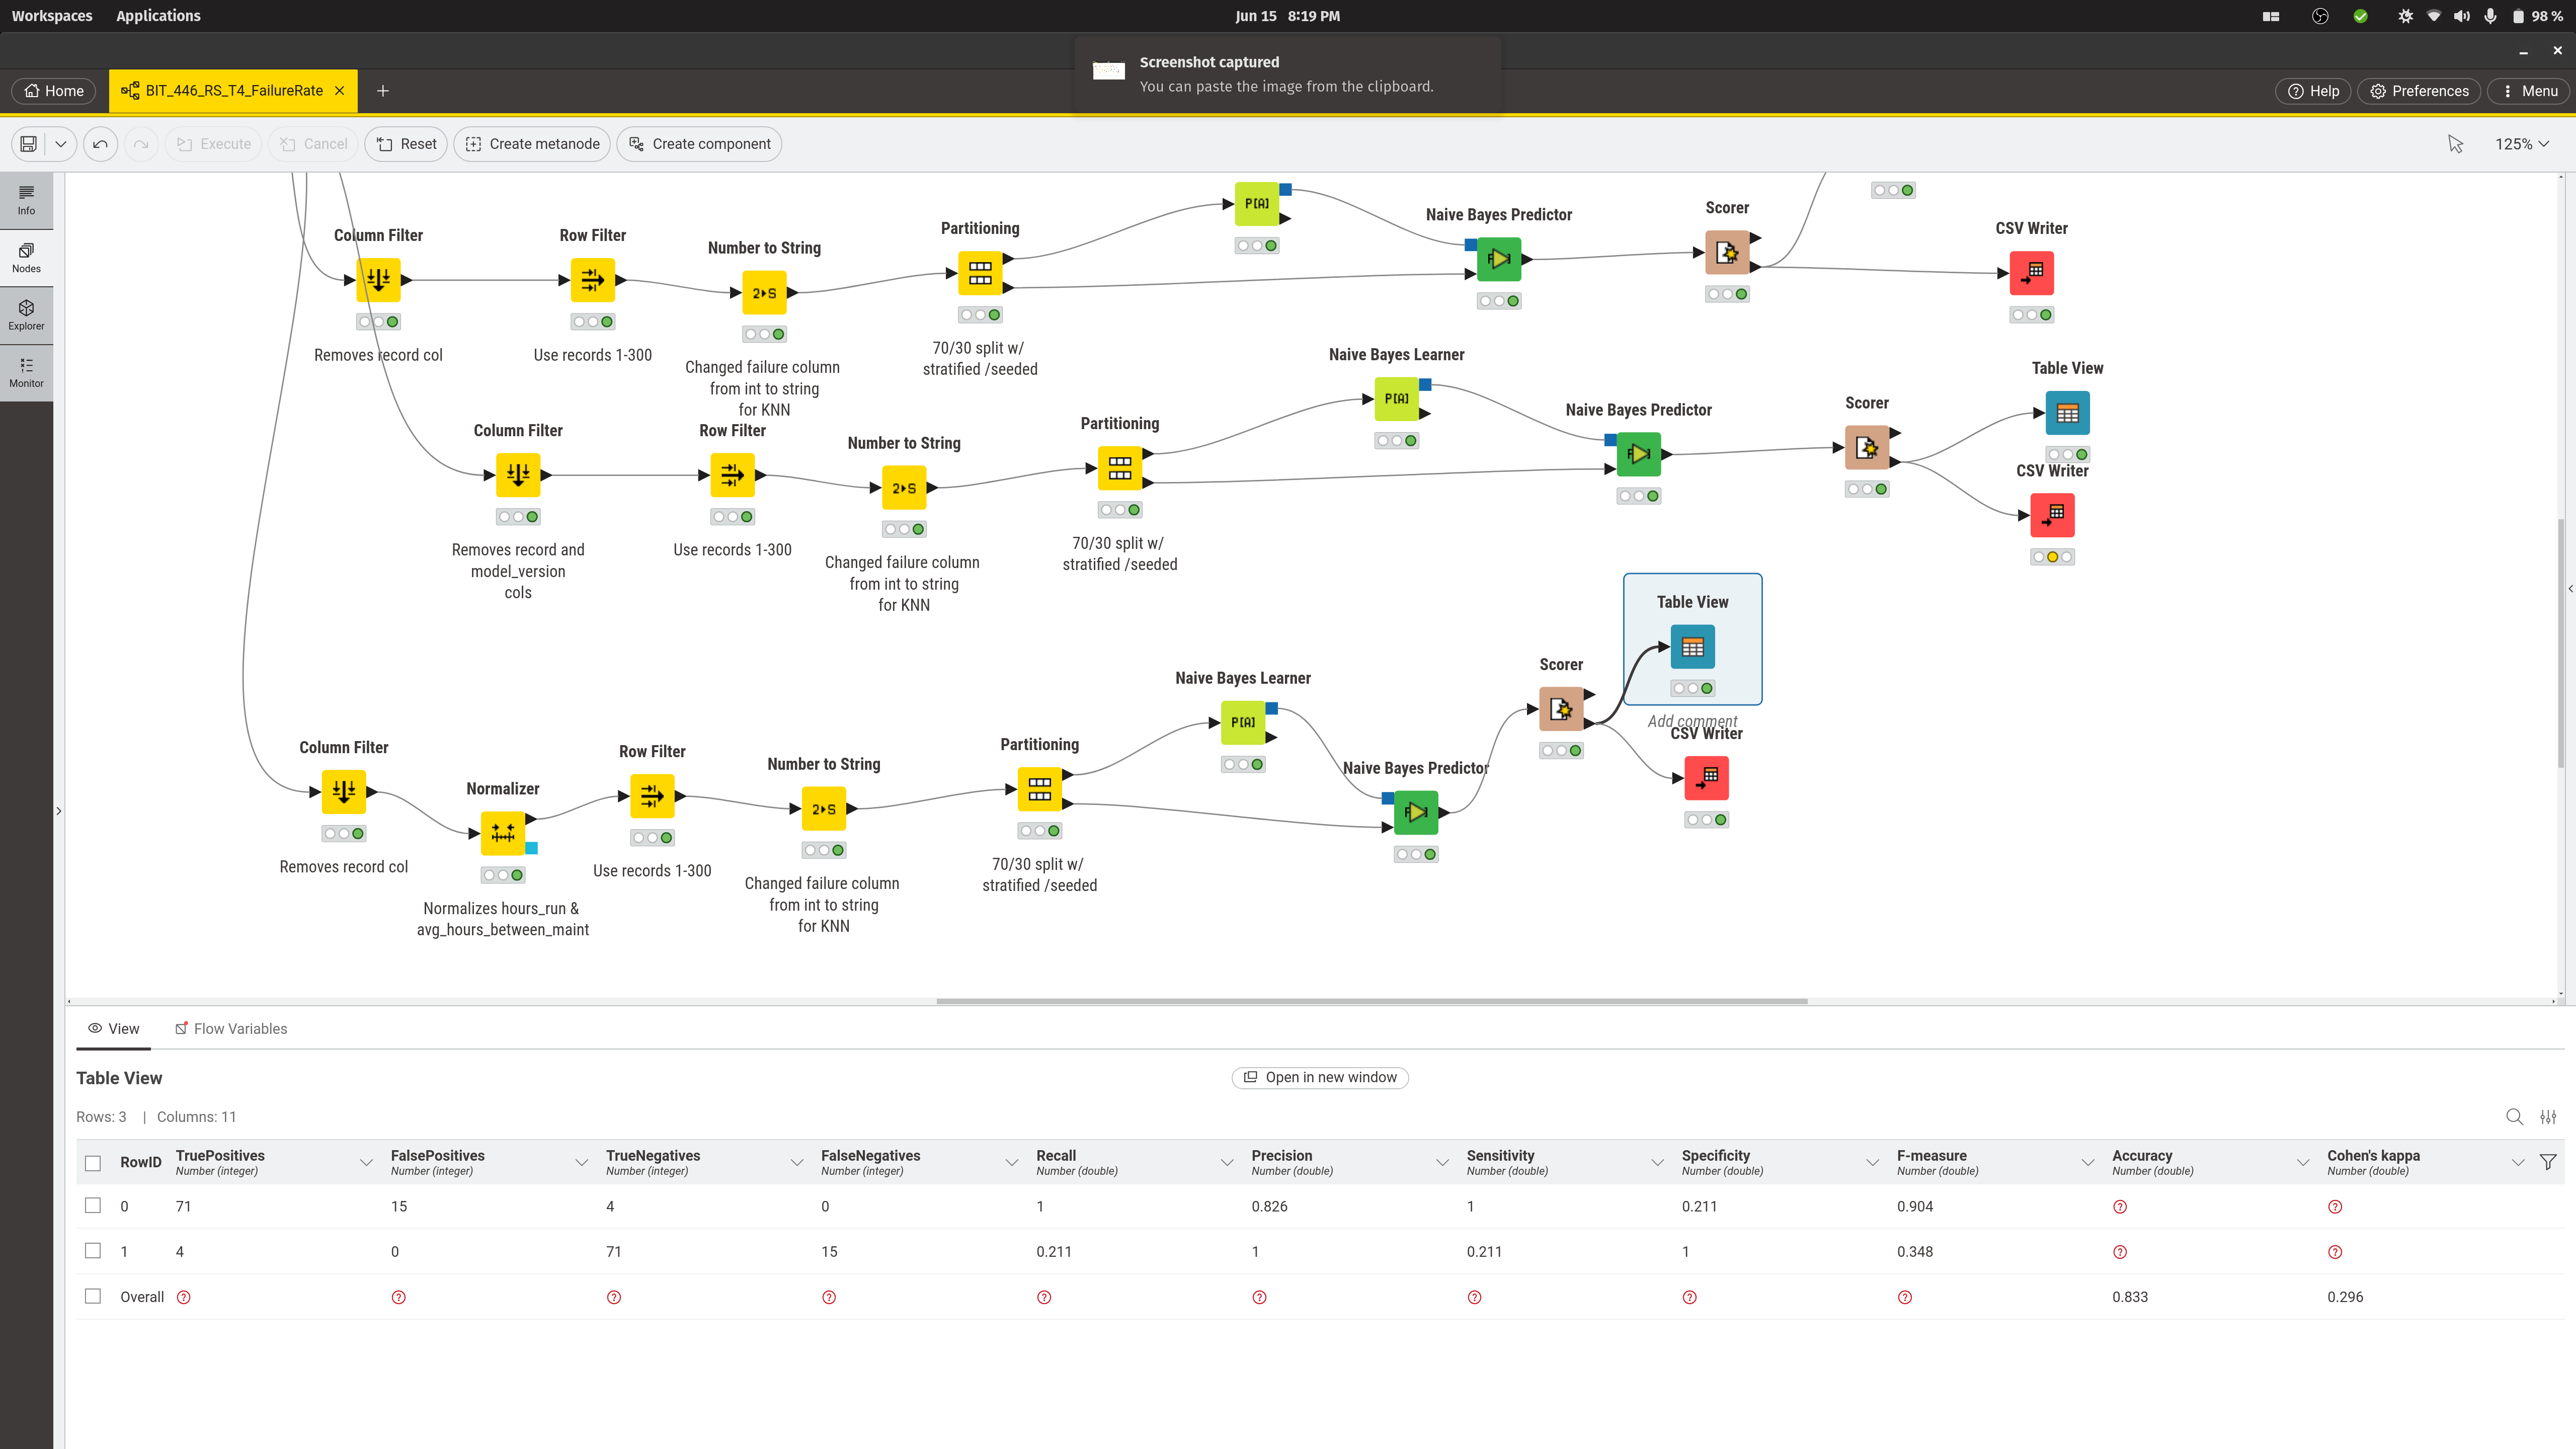 Workspaces Applications Jun 15 8:19 PM 98 %
Screenshot captured
You can paste the image from the clipboard.
Home BIT_446_RS_T4_FailureRate Help Preferences Menu
Reset Create metanode Create component Execute Cancel 125%
Info
Nodes
Explorer
Monitor
Column Filter
Removes record col
Row Filter
Use records 1-300
Number to String
2▸S
Changed failure column
from int to string
for KNN
Partitioning
70/30 split w/
stratified /seeded
P[A]
Naive Bayes Predictor
Scorer
CSV Writer
Column Filter
Removes record and
model_version
cols
Row Filter
Use records 1-300
Number to String
2▸S
Changed failure column
from int to string
for KNN
Partitioning
70/30 split w/
stratified /seeded
Naive Bayes Learner
P[A]
Naive Bayes Predictor
Scorer
Table View
CSV Writer
Column Filter
Removes record col
Normalizer
Normalizes hours_run &
avg_hours_between_maint
Row Filter
Use records 1-300
Number to String
2▸S
Changed failure column
from int to string
for KNN
Partitioning
70/30 split w/
stratified /seeded
Naive Bayes Learner
P[A]
Naive Bayes Predictor
Scorer
Table View
Add comment
CSV Writer
View Flow Variables
Table View
Open in new window
Rows: 3 | Columns: 11
RowID TruePositives FalsePositives TrueNegatives FalseNegatives Recall Precision Sensitivity Specificity F-measure Accuracy Cohen's kappa
Number (integer) Number (integer) Number (integer) Number (integer) Number (double) Number (double) Number (double) Number (double) Number (double) Number (double) Number (double)
0 71 15 4 0 1 0.826 1 0.211 0.904 ? ?
1 4 0 71 15 0.211 1 0.211 1 0.348 ? ?
Overall ? ? ? ? ? ? ? ? ? 0.833 0.296